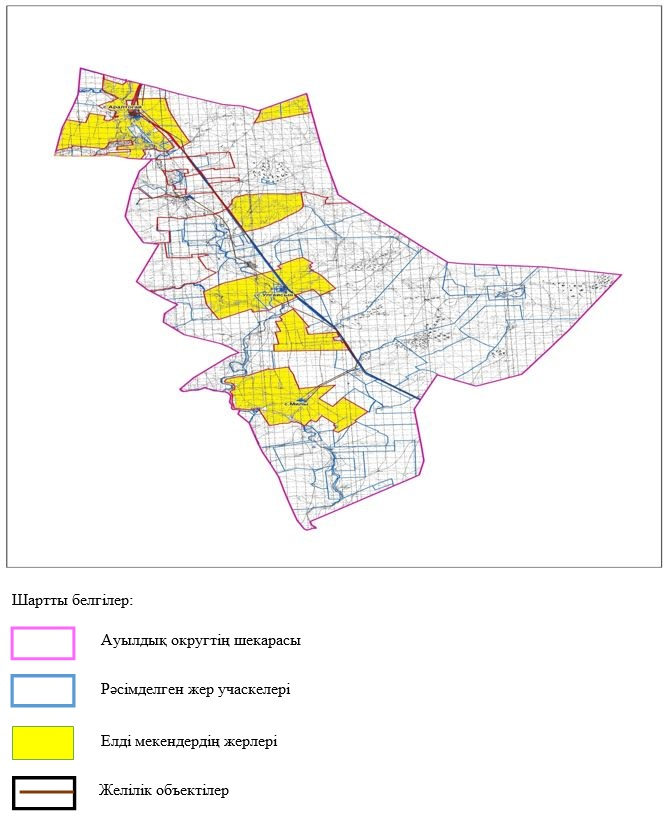 Шартты белгілер:
Ауылдық округтің шекарасы
Рәсімделген жер учаскелері
Елді мекендердің жерлері
Желілік объектілер